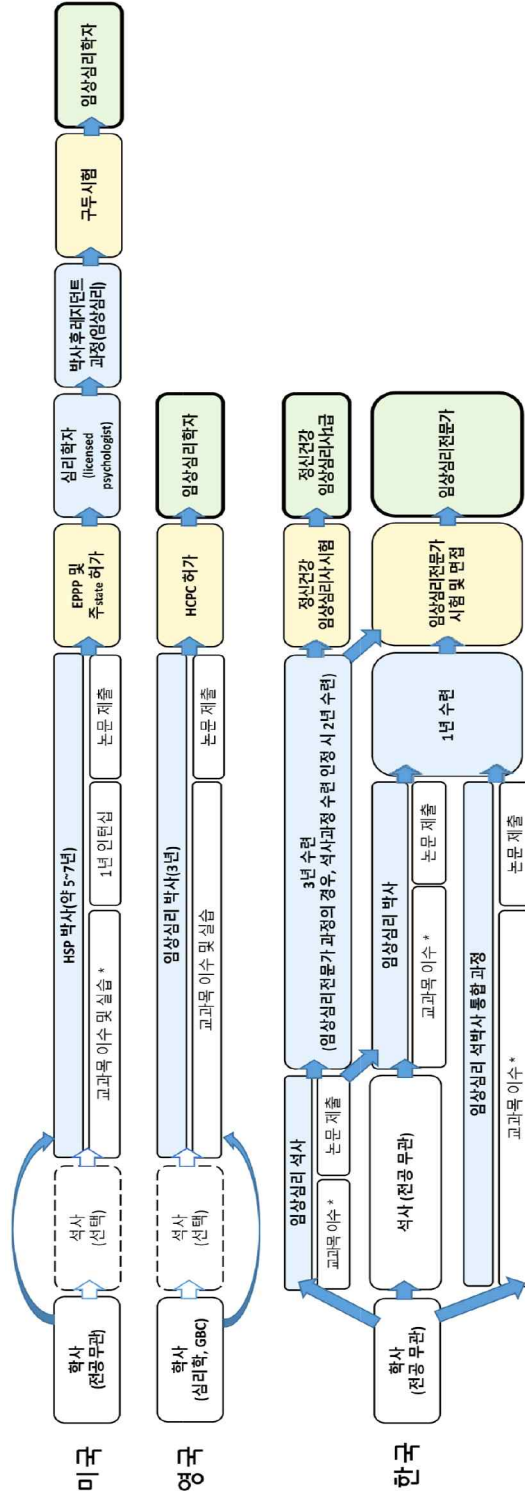 미국
학사
(전공 무관)
석사
(선택)
HSP 박사(약 5~7년)
교과목 이수 및 실습 *
1년 인턴십
논문 제출
EPPP 및
주 state 허가
심리학자
(licensed
psychologist)
박사 후 레지던트
과정(임상심리)
구두시험
임상심리학자
영국
학사
(심리학, GBC)
석사
(선택)
임상심리 박사(3년)
교과목 이수 및 실습
논문 제출
HCPC 허가
임상심리학자
한국
학사
(전공 무관)
임상심리 석사
교과목 이수 *
논문 제출
3년 수련
(임상심리전문가 과정의 경우, 석사과정 수련 인정 시 2년 수련)
정신건강
임상심리사 시험
정신건강
임상심리사1급
석사 (전공 무관)
임상심리 박사
교과목 이수 *
논문 제출
1년 수련
임상심리전문가
시험 및 면접
임상심리전문가
임상심리 석박사 통합 과정
교과목 이수 *
논문 제출